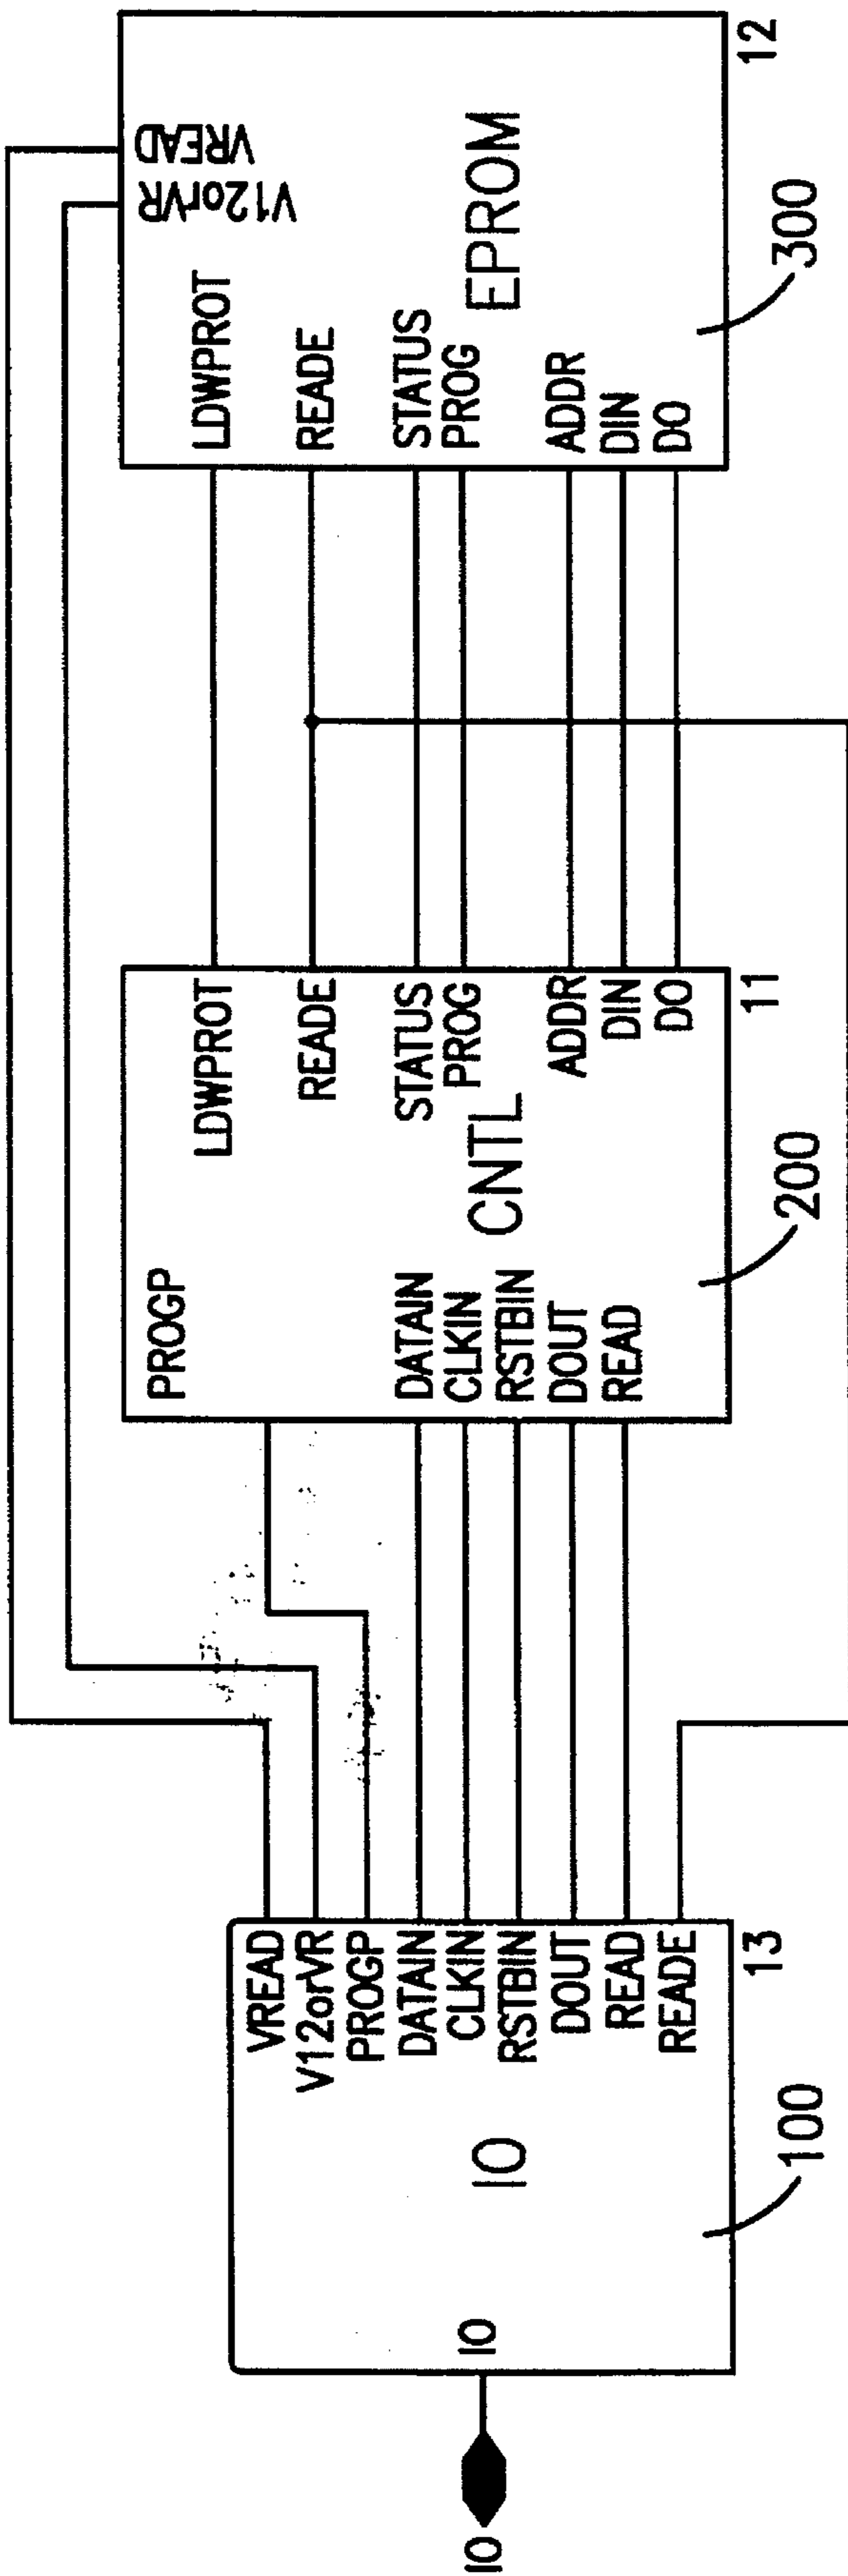 IO
IO
IO
VREAD
V12orVR
PROGP
DATAIN
CLKIN
RSTBIN
DOUT
READ
READE
13
100
PROGP
DATAIN
CLKIN
RSTBIN
DOUT
READ
CNTL
LDWPROT
READE
STATUS
PROG
ADDR
DIN
DO
11
200
LDWPROT
READE
STATUS
PROG
ADDR
DIN
DO
V12orVR
VREAD
EPROM
12
300